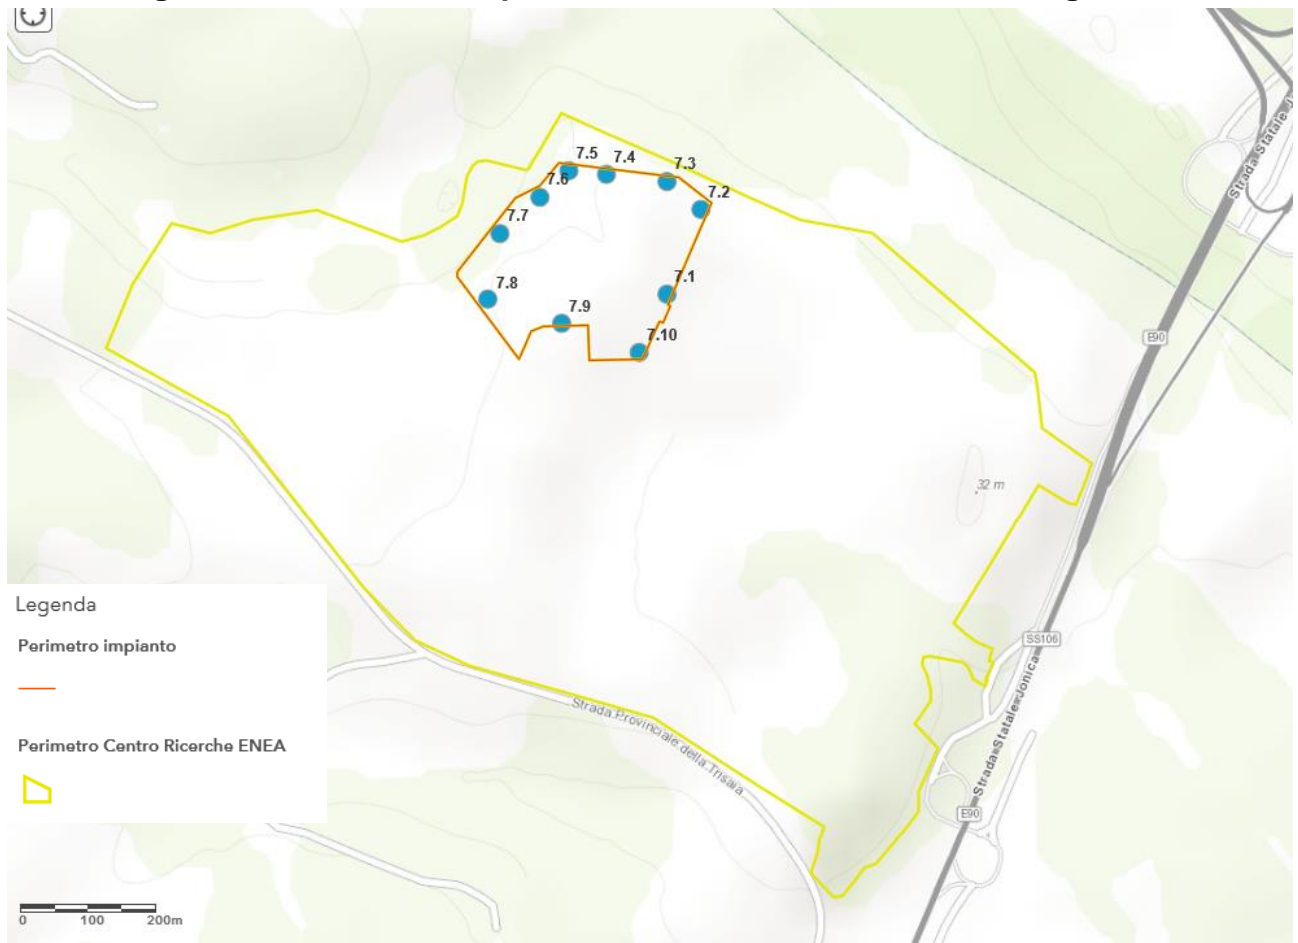 7.5
7.4
7.3
7.6
7.2
7.7
7.8
7.1
7.9
7.10
Strada Statale J
E90
32 m
SS106
Strada Statale Jonica
E90
Strada Provinciale della Trisaia
Legenda
Perimetro impianto
Perimetro Centro Ricerche ENEA
0 100 200m